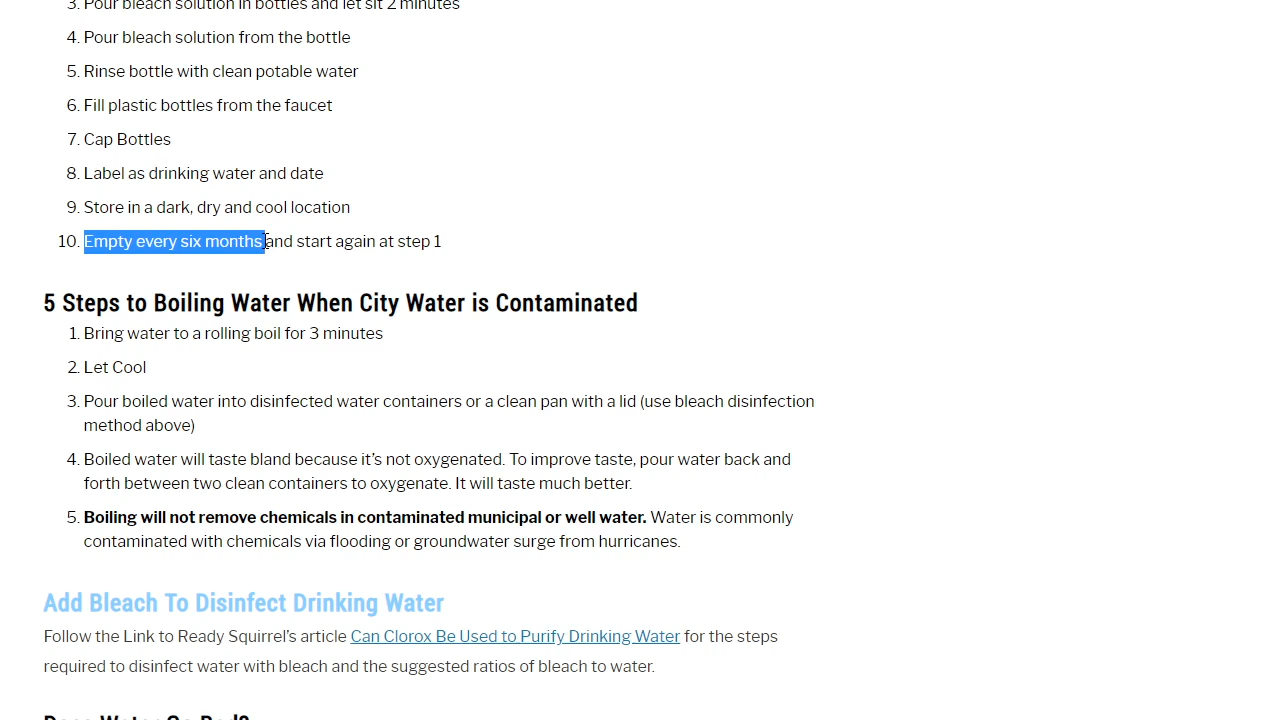 3. Pour bleach solution in bottles and let sit 2 minutes
4. Pour bleach solution from the bottle
5. Rinse bottle with clean potable water
6. Fill plastic bottles from the faucet
7. Cap Bottles
8. Label as drinking water and date
9. Store in a dark, dry and cool location
10. Empty every six months and start again at step 1
5 Steps to Boiling Water When City Water is Contaminated
1. Bring water to a rolling boil for 3 minutes
2. Let Cool
3. Pour boiled water into disinfected water containers or a clean pan with a lid (use bleach disinfection
method above)
4. Boiled water will taste bland because it’s not oxygenated. To improve taste, pour water back and
forth between two clean containers to oxygenate. It will taste much better.
5. Boiling will not remove chemicals in contaminated municipal or well water. Water is commonly
contaminated with chemicals via flooding or groundwater surge from hurricanes.
Add Bleach To Disinfect Drinking Water
Follow the Link to Ready Squirrel’s article Can Clorox Be Used to Purify Drinking Water for the steps
required to disinfect water with bleach and the suggested ratios of bleach to water.
Does Water Go Bad?